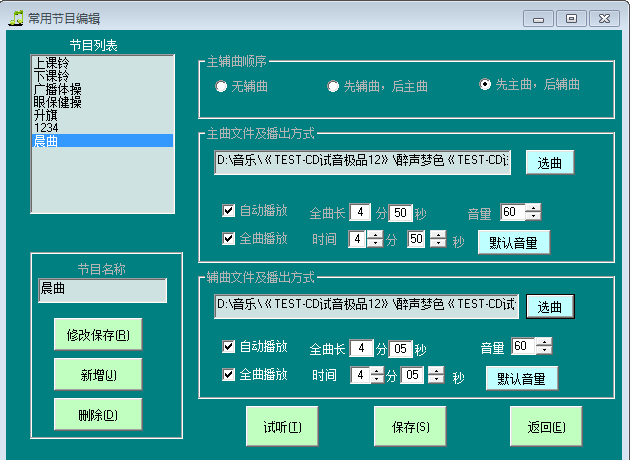 常用节目编辑
节目列表
上课铃
下课铃
广播体操
眼保健操
升旗
1234
晨曲
节目名称
晨曲
修改保存(R)
新增(J)
删除(D)
主辅曲顺序
无辅曲 先辅曲，后主曲 先主曲，后辅曲
主曲文件及播出方式
D:\音乐\《TEST-CD试音极品12》\醉声梦色《TEST-CD试 选曲
自动播放 全曲长 4 分 50 秒 音量 60
全曲播放 时间 4 分 50 秒 默认音量
辅曲文件及播出方式
D:\音乐\《TEST-CD试音极品12》\醉声梦色《TEST-CD试 选曲
自动播放 全曲长 4 分 05 秒 音量 60
全曲播放 时间 4 分 05 秒 默认音量
试听(T) 保存(S) 返回(E)